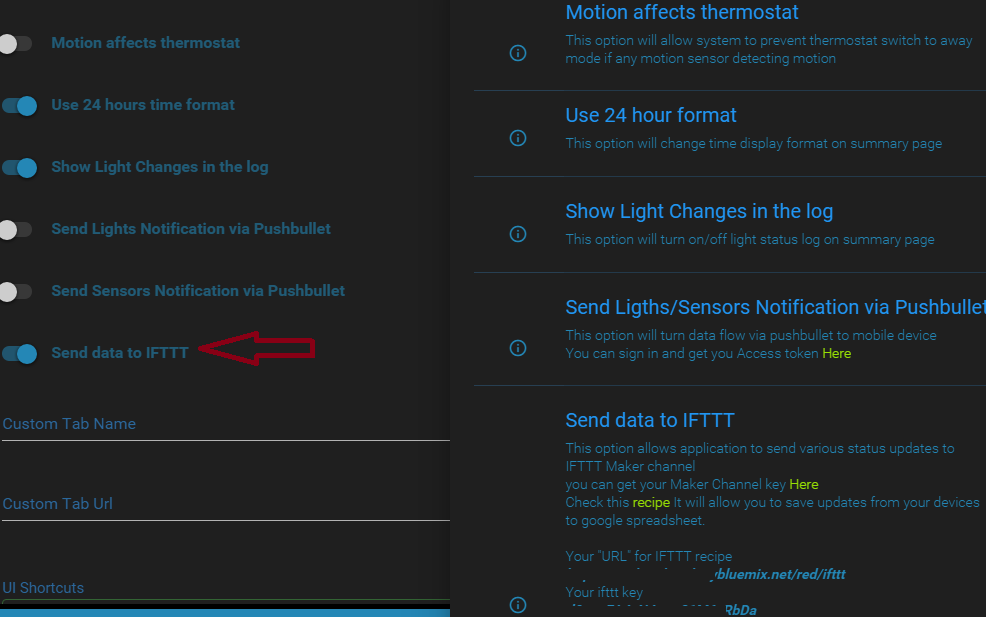 Motion affects thermostat
Use 24 hours time format
Show Light Changes in the log
Send Lights Notification via Pushbullet
Send Sensors Notification via Pushbullet
Send data to IFTTT
Custom Tab Name
Custom Tab Url
UI Shortcuts
Motion affects thermostat
This option will allow system to prevent thermostat switch to away
mode if any motion sensor detecting motion
Use 24 hour format
This option will change time display format on summary page
Show Light Changes in the log
This option will turn on/off light status log on summary page
Send Ligths/Sensors Notification via Pushbullet
This option will turn data flow via pushbullet to mobile device
You can sign in and get you Access token Here
Send data to IFTTT
This option allows application to send various status updates to
IFTTT Maker channel
you can get your Maker Channel key Here
Check this recipe It will allow you to save updates from your devices
to google spreadsheet.
Your "URL" for IFTTT recipe
ybluemix.net/red/ifttt
Your ifttt key
RbDa